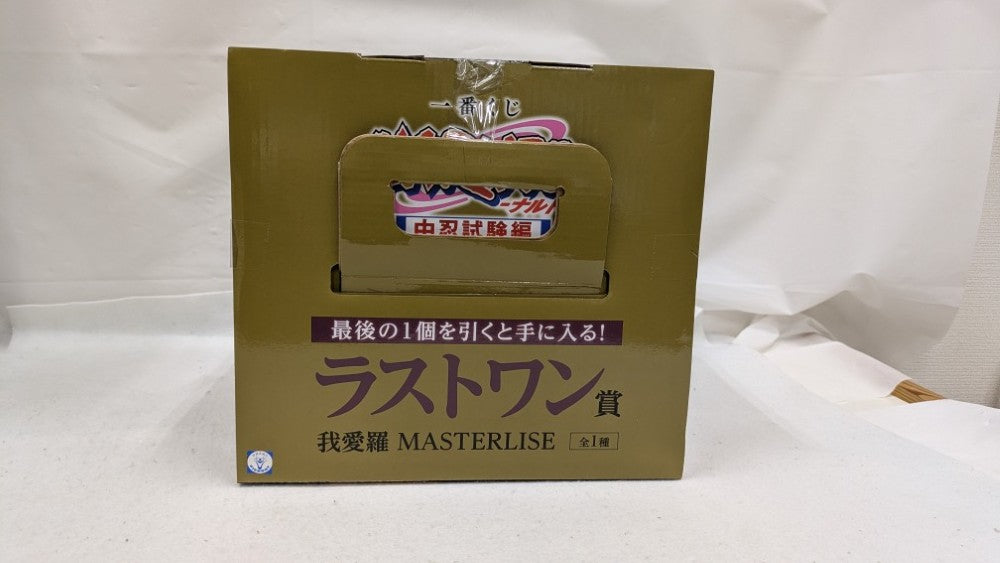 一番くじ
ナルト
中忍試験編
最後の1個を引くと手に入る!
ラストワン賞
我愛羅 MASTERLISE 全1種